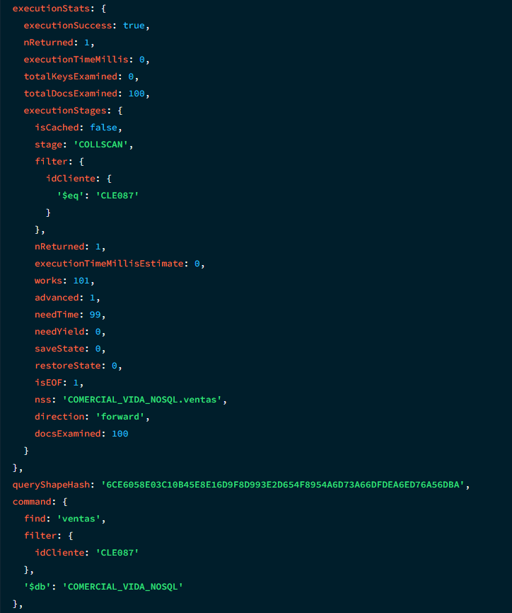 executionStats: {
executionSuccess: true,
nReturned: 1,
executionTimeMillis: 0,
totalKeysExamined: 0,
totalDocsExamined: 100,
executionStages: {
isCached: false,
stage: 'COLLSCAN',
filter: {
idCliente: {
'$eq': 'CLE087'
}
},
nReturned: 1,
executionTimeMillisEstimate: 0,
works: 101,
advanced: 1,
needTime: 99,
needYield: 0,
saveState: 0,
restoreState: 0,
isEOF: 1,
nss: 'COMERCIAL_VIDA_NOSQL.ventas',
direction: 'forward',
docsExamined: 100
}
},
queryShapeHash: '6CE6058E03C10B45E8E16D9F8D993E2D654F8954A6D73A66DFDEA6ED76A56DBA',
command: {
find: 'ventas',
filter: {
idCliente: 'CLE087'
},
'$db': 'COMERCIAL_VIDA_NOSQL'
},